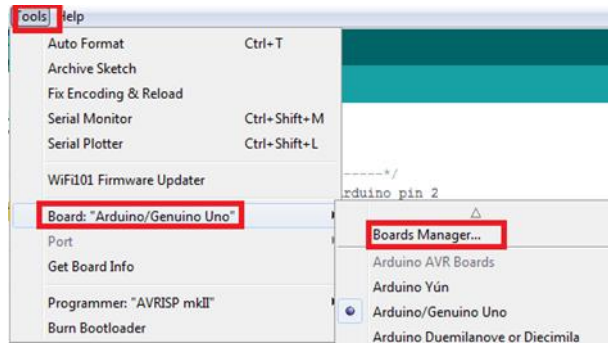 Tools Help
Auto Format Ctrl+T
Archive Sketch
Fix Encoding & Reload
Serial Monitor Ctrl+Shift+M
Serial Plotter Ctrl+Shift+L
WiFi101 Firmware Updater
Board: "Arduino/Genuino Uno"
Port
Get Board Info
Programmer: "AVRISP mkII"
Burn Bootloader
-----*/
rduino pin 2
Boards Manager...
Arduino AVR Boards
Arduino Yún
Arduino/Genuino Uno
Arduino Duemilanove or Diecimila